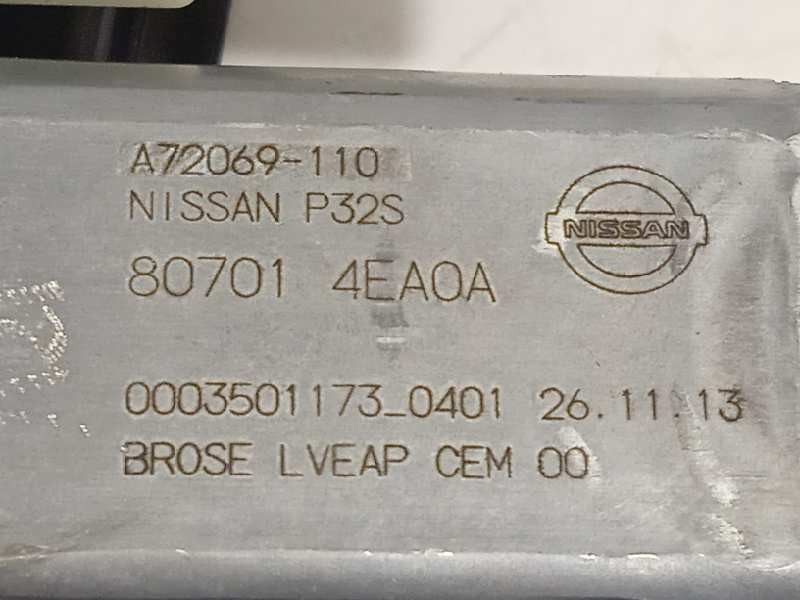 A72069-110
NISSAN P32S
NISSAN
80701 4EA0A
0003501173_0401 26.11.13
BROSE LVEAP CEM 00